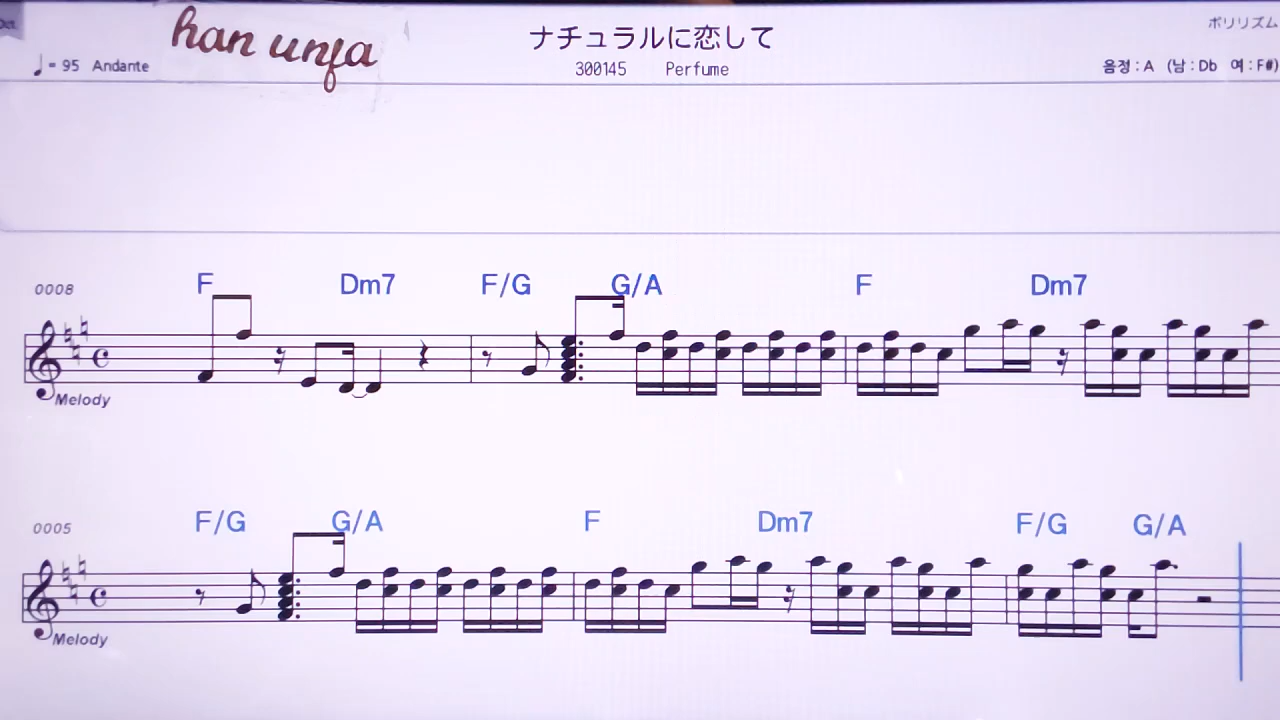 han unfa
ナチュラルに恋して
ポリリズム
♩= 95 Andante
300145 Perfume
음정 : A (남 : Db 여 : F#)
0008
F Dm7 F/G G/A F Dm7
Melody
0005
F/G G/A F Dm7 F/G G/A
Melody